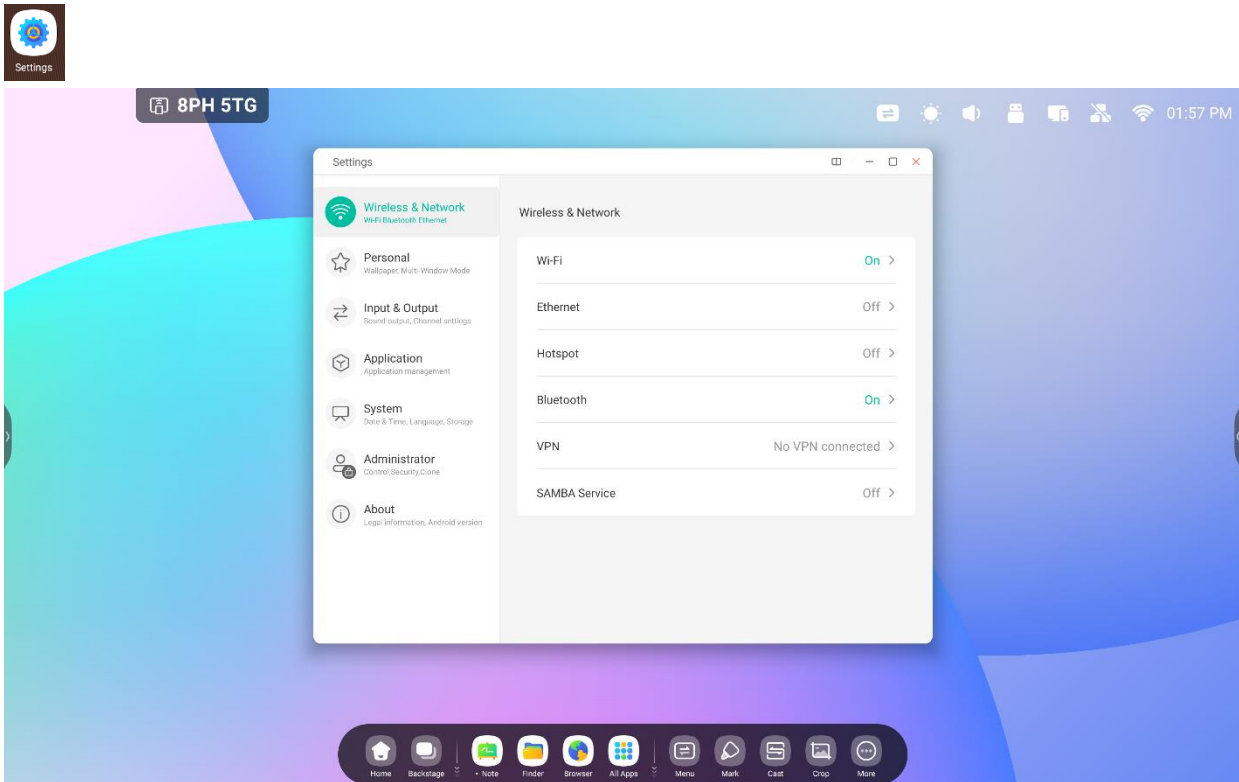 Settings
8PH 5TG
01:57 PM
Settings
Wireless & Network
Wi-Fi Bluetooth Ethernet
Personal
Wallpaper, Multi-Window Mode
Input & Output
Sound output, Channel settings
Application
Application management
System
Date & Time, Language, Storage
Administrator
Control,Security,Clone
About
Legal information, Android version
Wireless & Network
Wi-Fi On
Ethernet Off
Hotspot Off
Bluetooth On
VPN No VPN connected
SAMBA Service Off
Home Backstage • Note Finder Browser All Apps Menu Mark Cast Crop More